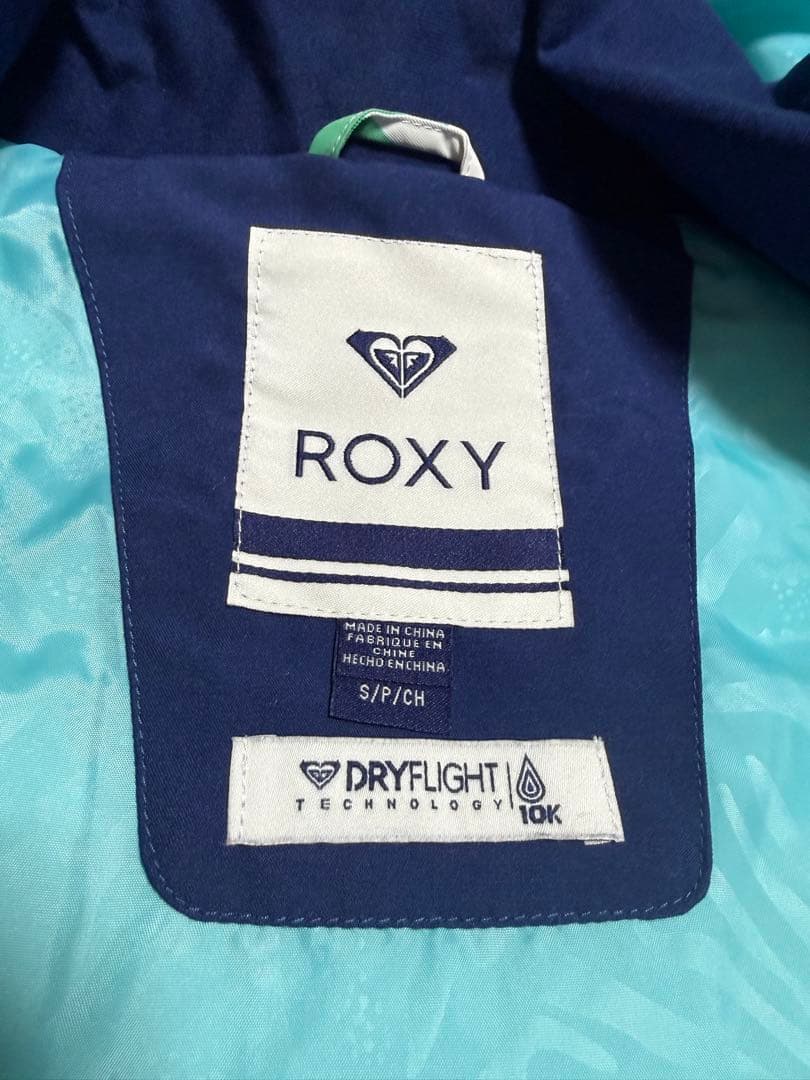 ROXY
MADE IN CHINA
FABRIQUE EN
CHINE
HECHO EN CHINA
S/P/CH
DRYFLIGHT
TECHNOLOGY
10K